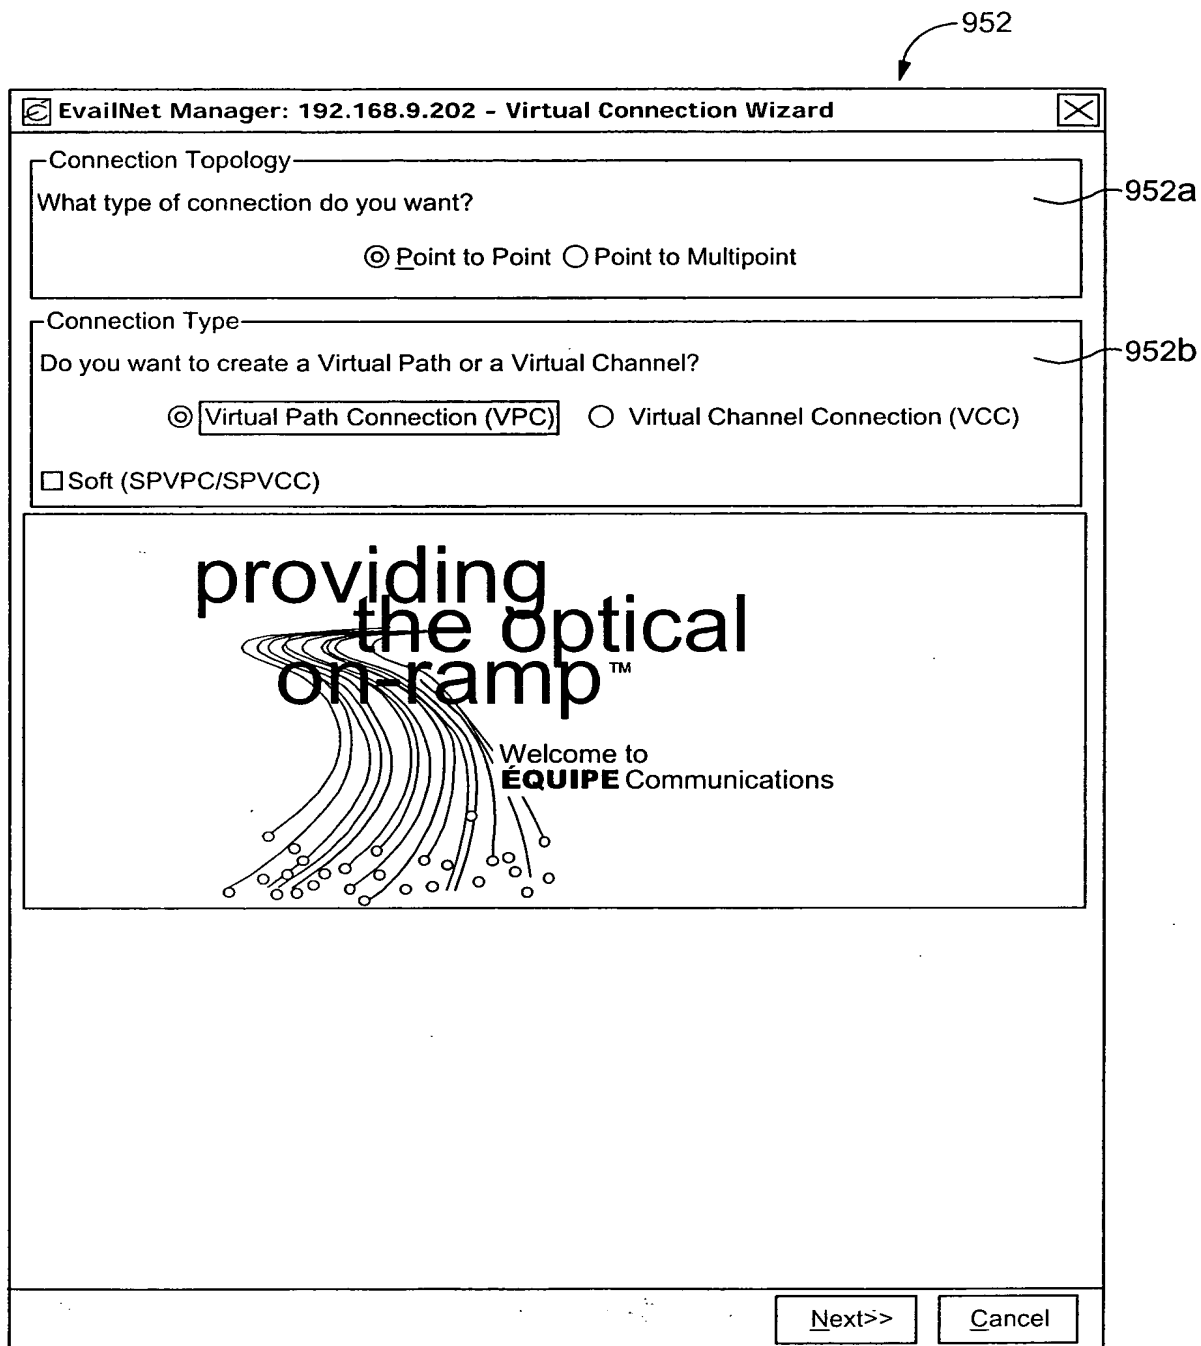 952
EvailNet Manager: 192.168.9.202 - Virtual Connection Wizard
Connection Topology
What type of connection do you want?
952a
Point to Point Point to Multipoint
Connection Type
Do you want to create a Virtual Path or a Virtual Channel?
952b
Virtual Path Connection (VPC) Virtual Channel Connection (VCC)
Soft (SPVPC/SPVCC)
providing
the optical
on-ramp™
Welcome to
ÉQUIPE Communications
Next>> Cancel